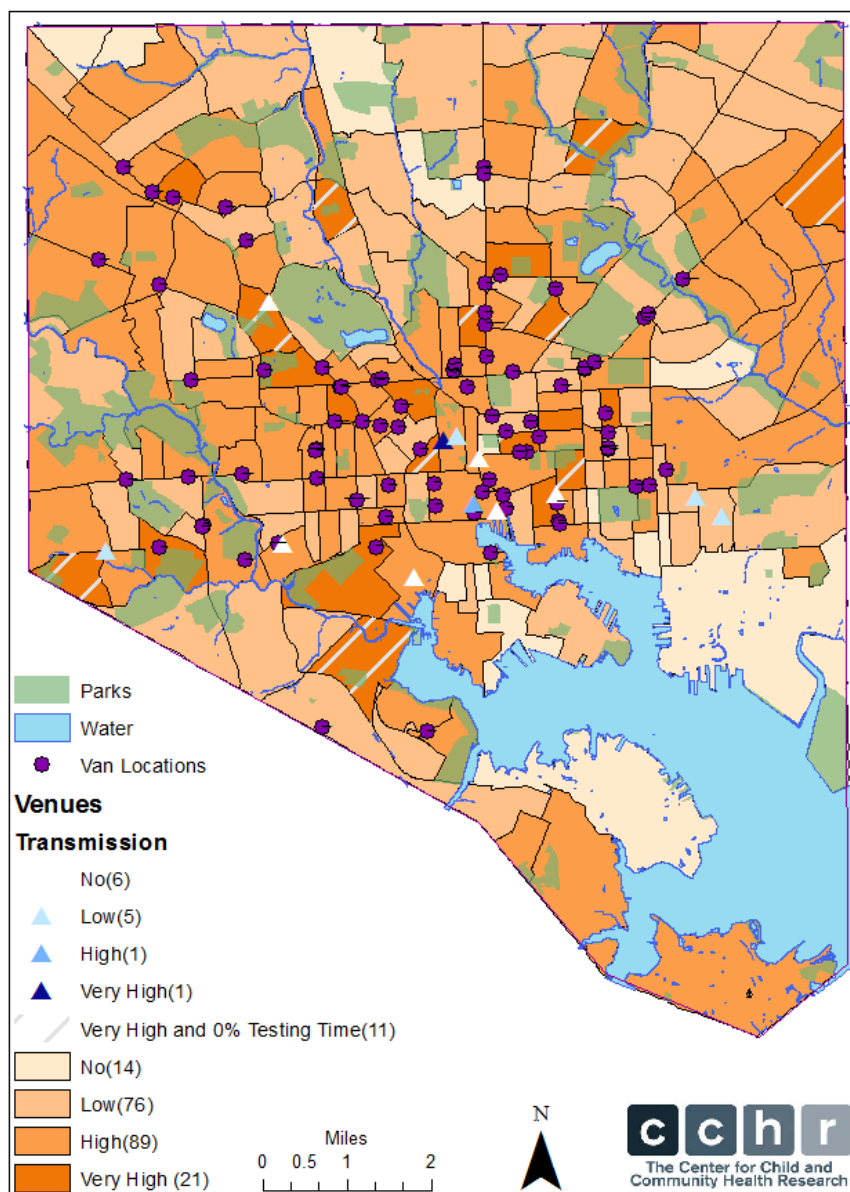 Parks
Water
Van Locations
Venues
Transmission
No(6)
Low(5)
High(1)
Very High(1)
Very High and 0% Testing Time(11)
No(14)
Low(76)
High(89)
Very High (21)
Miles
0 0.5 1 2
N
cchr
The Center for Child and
Community Health Research